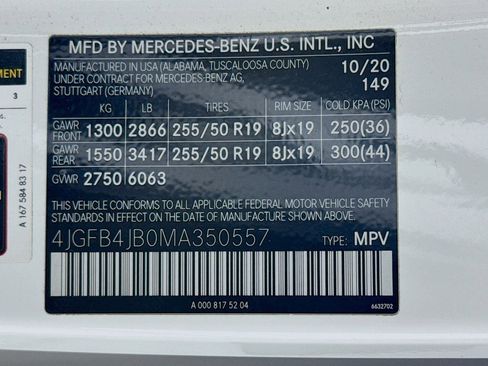 MFD BY MERCEDES-BENZ U.S. INTL., INC
MANUFACTURED IN USA (ALABAMA, TUSCALOOSA COUNTY) 10/20
UNDER CONTRACT FOR MERCEDES-BENZ AG, 149
STUTTGART (GERMANY)
KG LB TIRES RIM SIZE COLD KPA (PSI)
GAWR FRONT 1300 2866 255/50 R19 8Jx19 250(36)
GAWR REAR 1550 3417 255/50 R19 8Jx19 300(44)
GVWR 2750 6063
THIS VEHICLE CONFORMS TO ALL APPLICABLE FEDERAL MOTOR VEHICLE SAFETY
STANDARDS IN EFFECT ON THE DATE OF MANUFACTURE SHOWN ABOVE.
4JGFB4JB0MA350557 TYPE: MPV
A 000 817 52 04
6632702
3
A 167 584 83 17